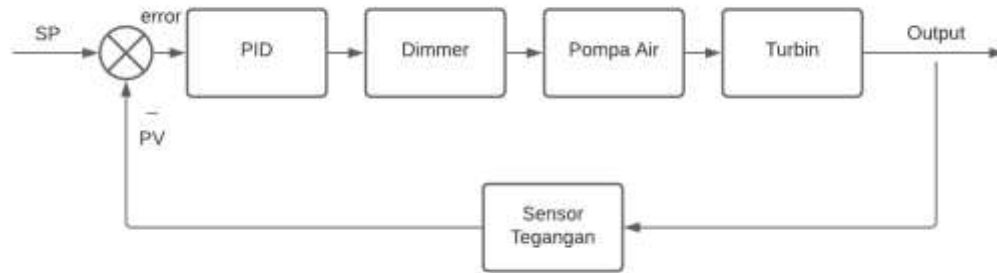 SP
error
PID
Dimmer
Pompa Air
Turbin
Output
–
PV
Sensor
Tegangan